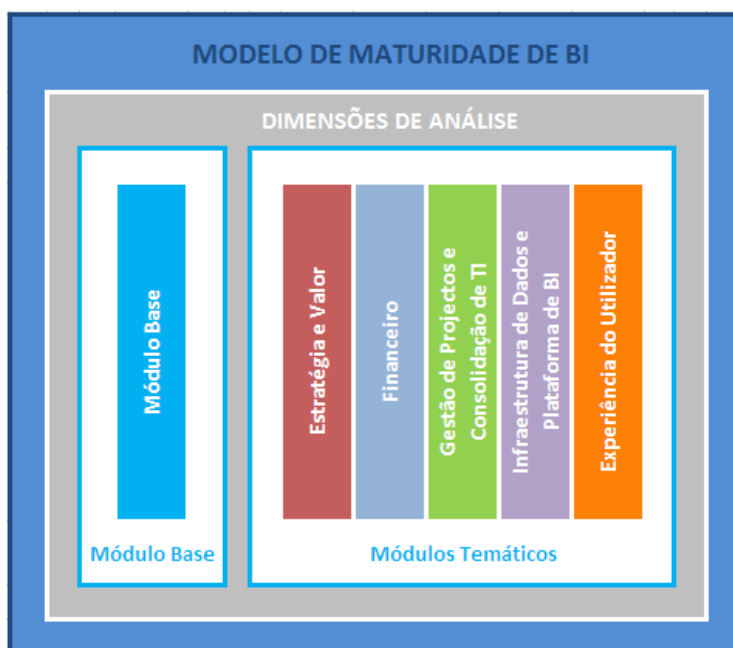 MODELO DE MATURIDADE DE BI
DIMENSÕES DE ANÁLISE
Módulo Base
Estratégia e Valor
Financeiro
Gestão de Projectos e
Consolidação de TI
Infraestrutura de Dados e
Plataforma de BI
Experiência do Utilizador
Módulo Base
Módulos Temáticos